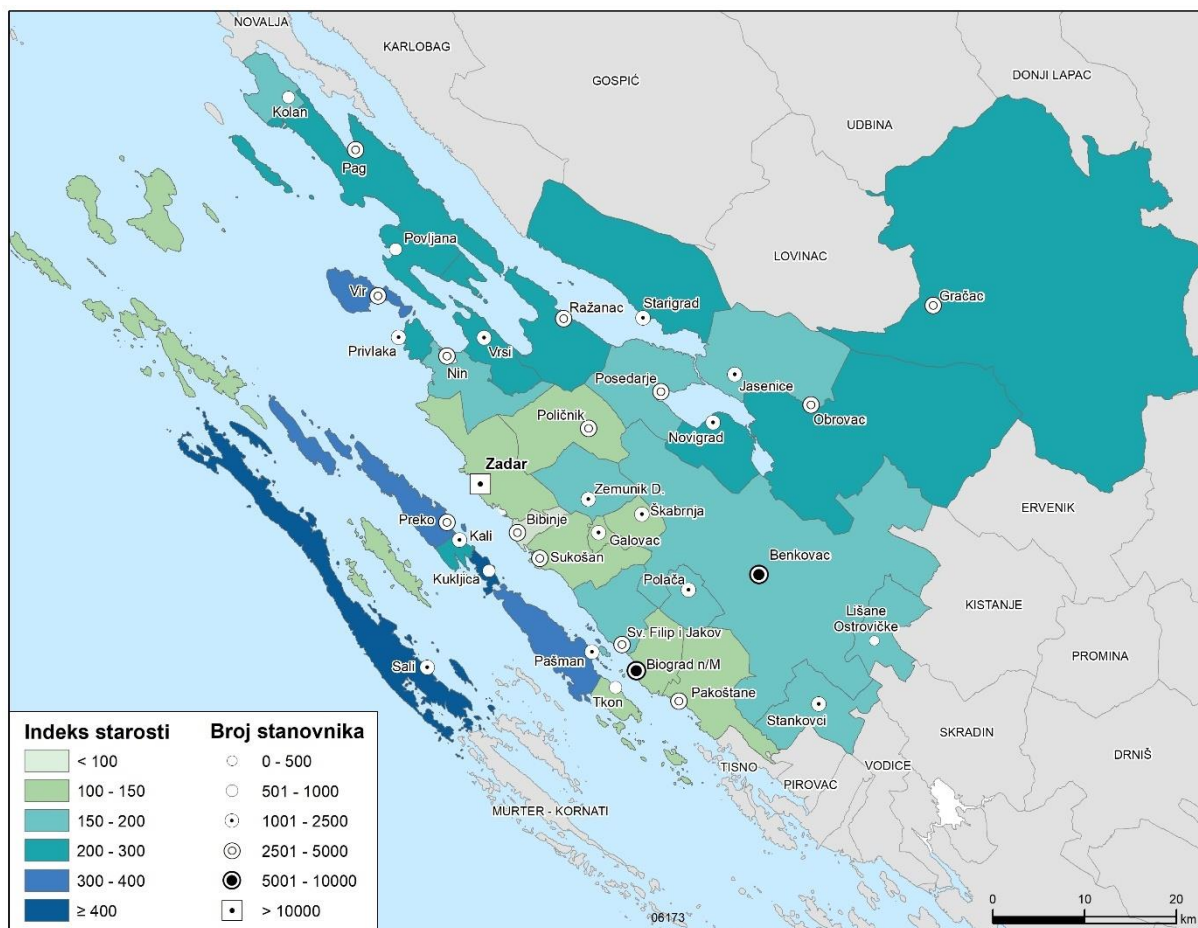 NOVALJA
KARLOBAG
GOSPIĆ
DONJI LAPAC
UDBINA
Kolan
Pag
Povljana
LOVINAC
Vir
Ražanac
Starigrad
Gračac
Privlaka
Vrsi
Nin
Posedarje
Jasenice
Obrovac
Poličnik
Novigrad
Zadar
Zemunik D.
Škabrnja
ERVENIK
Preko
Bibinje
Kali
Galovac
Sukošan
Benkovac
Kukljica
Polača
Lišane
Ostrovičke
KISTANJE
Sv. Filip i Jakov
PROMINA
Sali
Pašman
Biograd n/M
Tkon
Pakoštane
Stankovci
SKRADIN
DRNIŠ
VODICE
TISNO
PIROVAC
MURTER - KORNATI
Indeks starosti
< 100
100 - 150
150 - 200
200 - 300
300 - 400
≥ 400
Broj stanovnika
0 - 500
501 - 1000
1001 - 2500
2501 - 5000
5001 - 10000
> 10000
06173
0 10 20
km